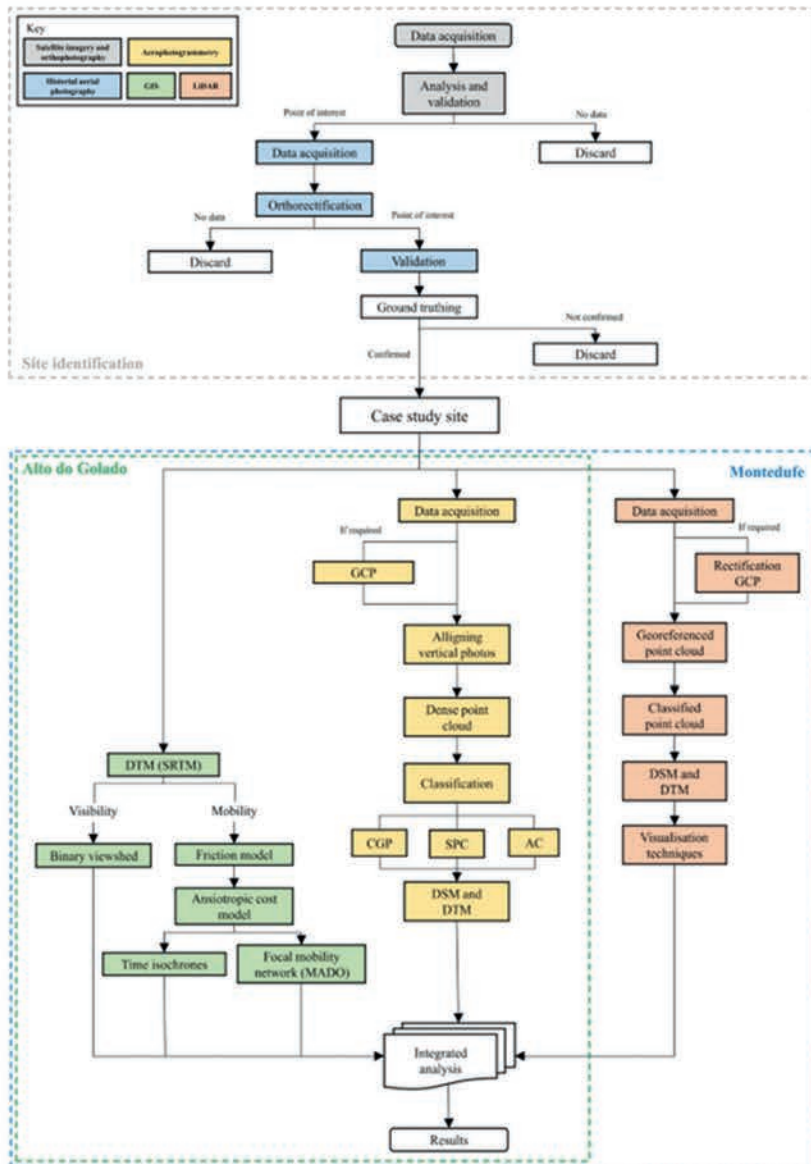 Key
Satellite imagery and
orthophotography
Aerophotogrammetry
Historial aerial
photography
GIS
LiDAR
Data acquisition
Analysis and
validation
Point of interest
No data
Data acquisition
Discard
Orthorectification
No data
Point of interest
Discard
Validation
Ground truthing
Not confirmed
Confirmed
Discard
Site identification
Case study site
Alto do Golado
Montedufe
Data acquisition
If required
GCP
Alligning
vertical photos
Dense point
cloud
Classification
CGP
SPC
AC
DSM and
DTM
Data acquisition
If required
Rectification
GCP
Georeferenced
point cloud
Classified
point cloud
DSM and
DTM
Visualisation
techniques
DTM (SRTM)
Visibility
Mobility
Binary viewshed
Friction model
Ansiotropic cost
model
Time isochrones
Focal mobility
network (MADO)
Integrated
analysis
Results